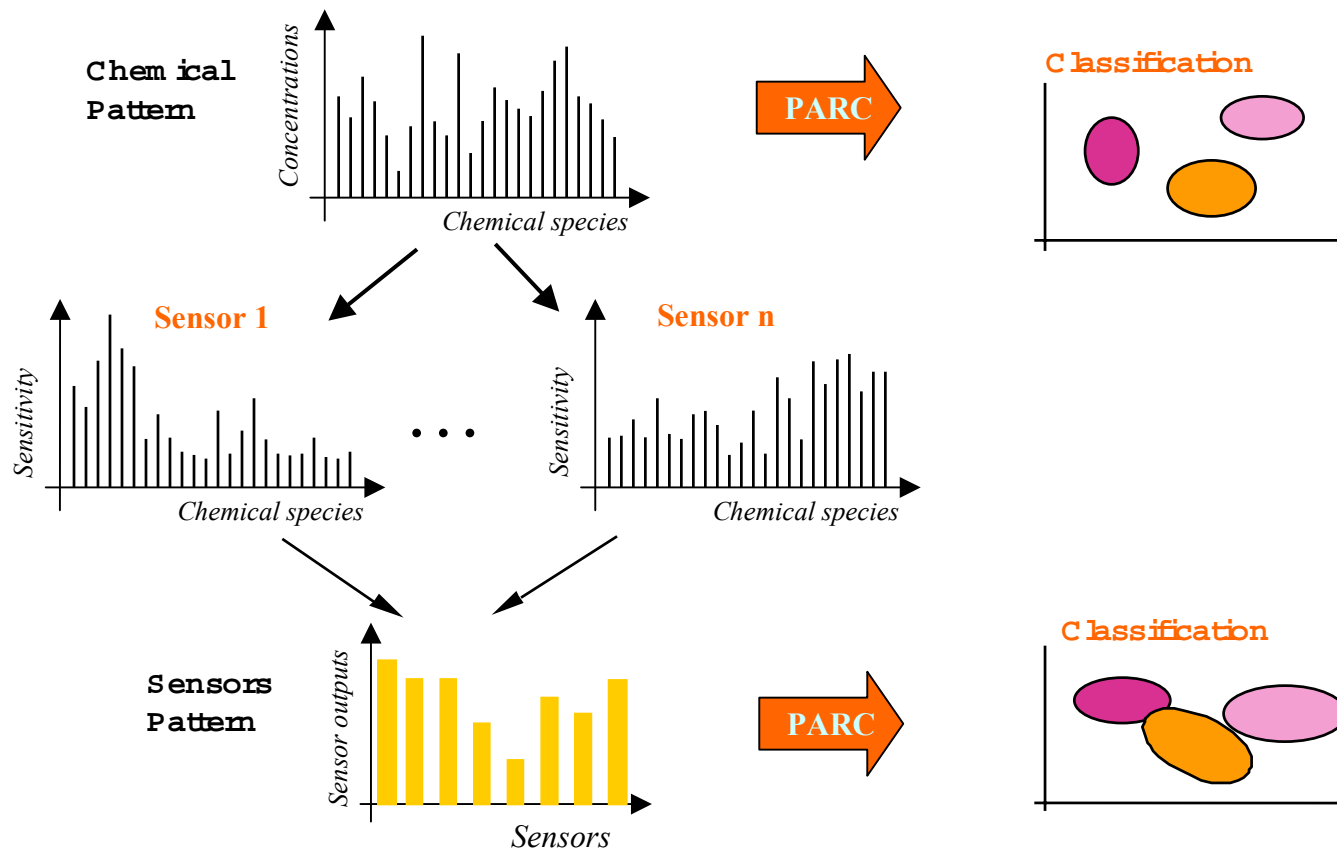 Chemical
Pattern
Concentrations
Chemical species
PARC
Classification
Sensor 1
Sensitivity
Chemical species
...
Sensor n
Sensitivity
Chemical species
Sensors
Pattern
Sensor outputs
Sensors
PARC
Classification